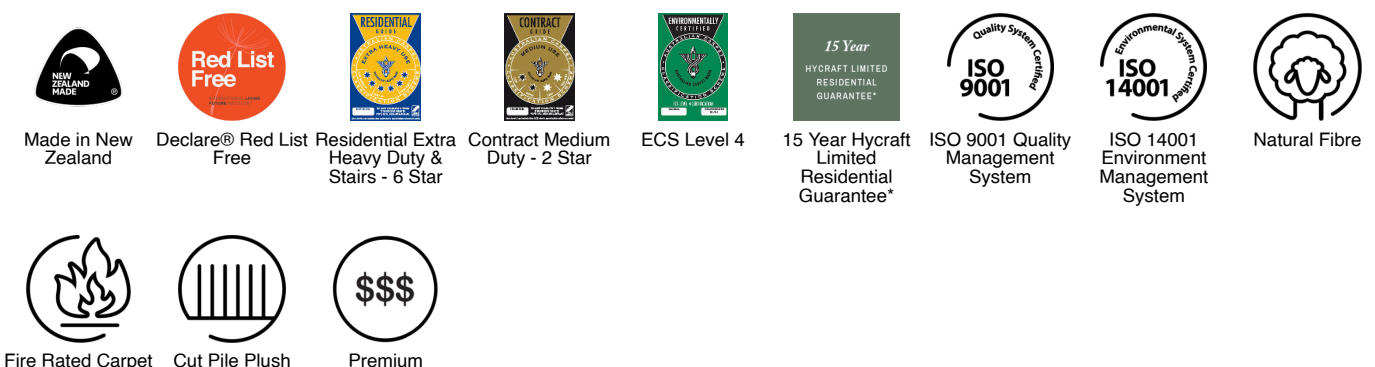 NEW
ZEALAND
MADE
®
Red List
Free
RESIDENTIAL
GUIDE
EXTRA HEAVY USE
CONTRACT
GUIDE
MEDIUM USE
ENVIRONMENTALLY
CERTIFIED
15 Year
HYCRAFT LIMITED
RESIDENTIAL
GUARANTEE*
Quality System Certified
ISO
9001
Environmental System Certified
ISO
14001
Made in New
Zealand
Declare® Red List
Free
Residential Extra
Heavy Duty &
Stairs - 6 Star
Contract Medium
Duty - 2 Star
ECS Level 4
15 Year Hycraft
Limited
Residential
Guarantee*
ISO 9001 Quality
Management
System
ISO 14001
Environment
Management
System
Natural Fibre
$$$
Fire Rated Carpet
Cut Pile Plush
Premium